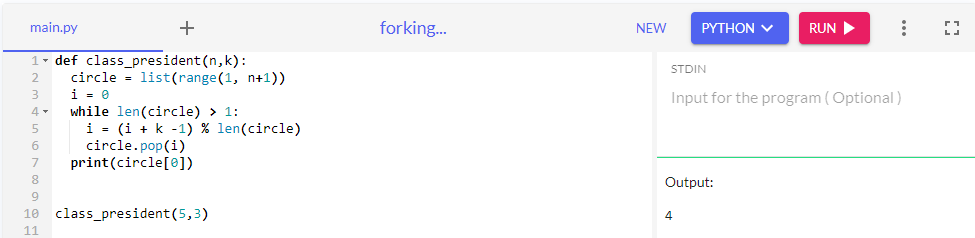 main.py + forking... NEW PYTHON RUN
1 def class_president(n,k):
2 circle = list(range(1, n+1))
3 i = 0
4 while len(circle) > 1:
5 i = (i + k -1) % len(circle)
6 circle.pop(i)
7 print(circle[0])
8
9
10 class_president(5,3)
11
STDIN
Input for the program ( Optional )
Output:
4